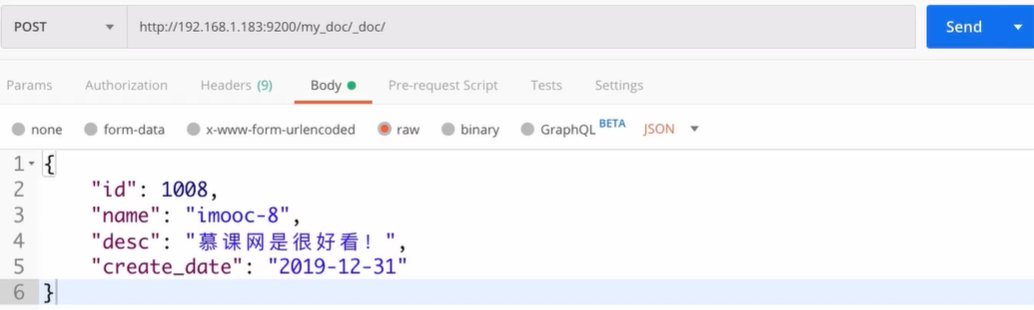 POST http://192.168.1.183:9200/my_doc/_doc/ Send
Params Authorization Headers (9) Body Pre-request Script Tests Settings
none form-data x-www-form-urlencoded raw binary GraphQL BETA JSON
1 {
2 "id": 1008,
3 "name": "imooc-8",
4 "desc": "慕课网是很好看！",
5 "create_date": "2019-12-31"
6 }